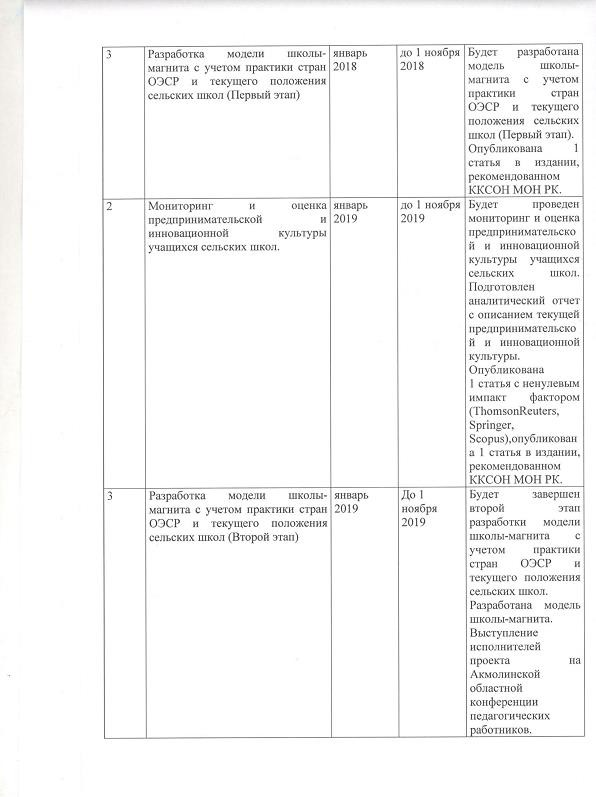 3
Разработка модели школы-
магнита с учетом практики стран
ОЭСР и текущего положения
сельских школ (Первый этап)
январь
2018
до 1 ноября
2018
Будет разработана
модель школы-
магнита с учетом
практики стран
ОЭСР и текущего
положения сельских
школ (Первый этап).
Опубликована 1
статья в издании,
рекомендованном
ККСОН МОН РК.
2
Мониторинг и оценка
предпринимательской и
инновационной культуры
учащихся сельских школ.
январь
2019
до 1 ноября
2019
Будет проведен
мониторинг и оценка
предпринимательско
й и инновационной
культуры учащихся
сельских школ.
Подготовлен
аналитический отчет
с описанием текущей
предпринимательско
й и инновационной
культуры.
Опубликована
1 статья с ненулевым
импакт фактором
(ThomsonReuters,
Springer,
Scopus),опубликован
а 1 статья в издании,
рекомендованном
ККСОН МОН РК.
3
Разработка модели школы-
магнита с учетом практики стран
ОЭСР и текущего положения
сельских школ (Второй этап)
январь
2019
До 1
ноября
2019
Будет завершен
второй этап
разработки модели
школы-магнита с
учетом практики
стран ОЭСР и
текущего положения
сельских школ.
Разработана модель
школы-магнита.
Выступление
исполнителей
проекта на
Акмолинской
областной
конференции
педагогических
работников.